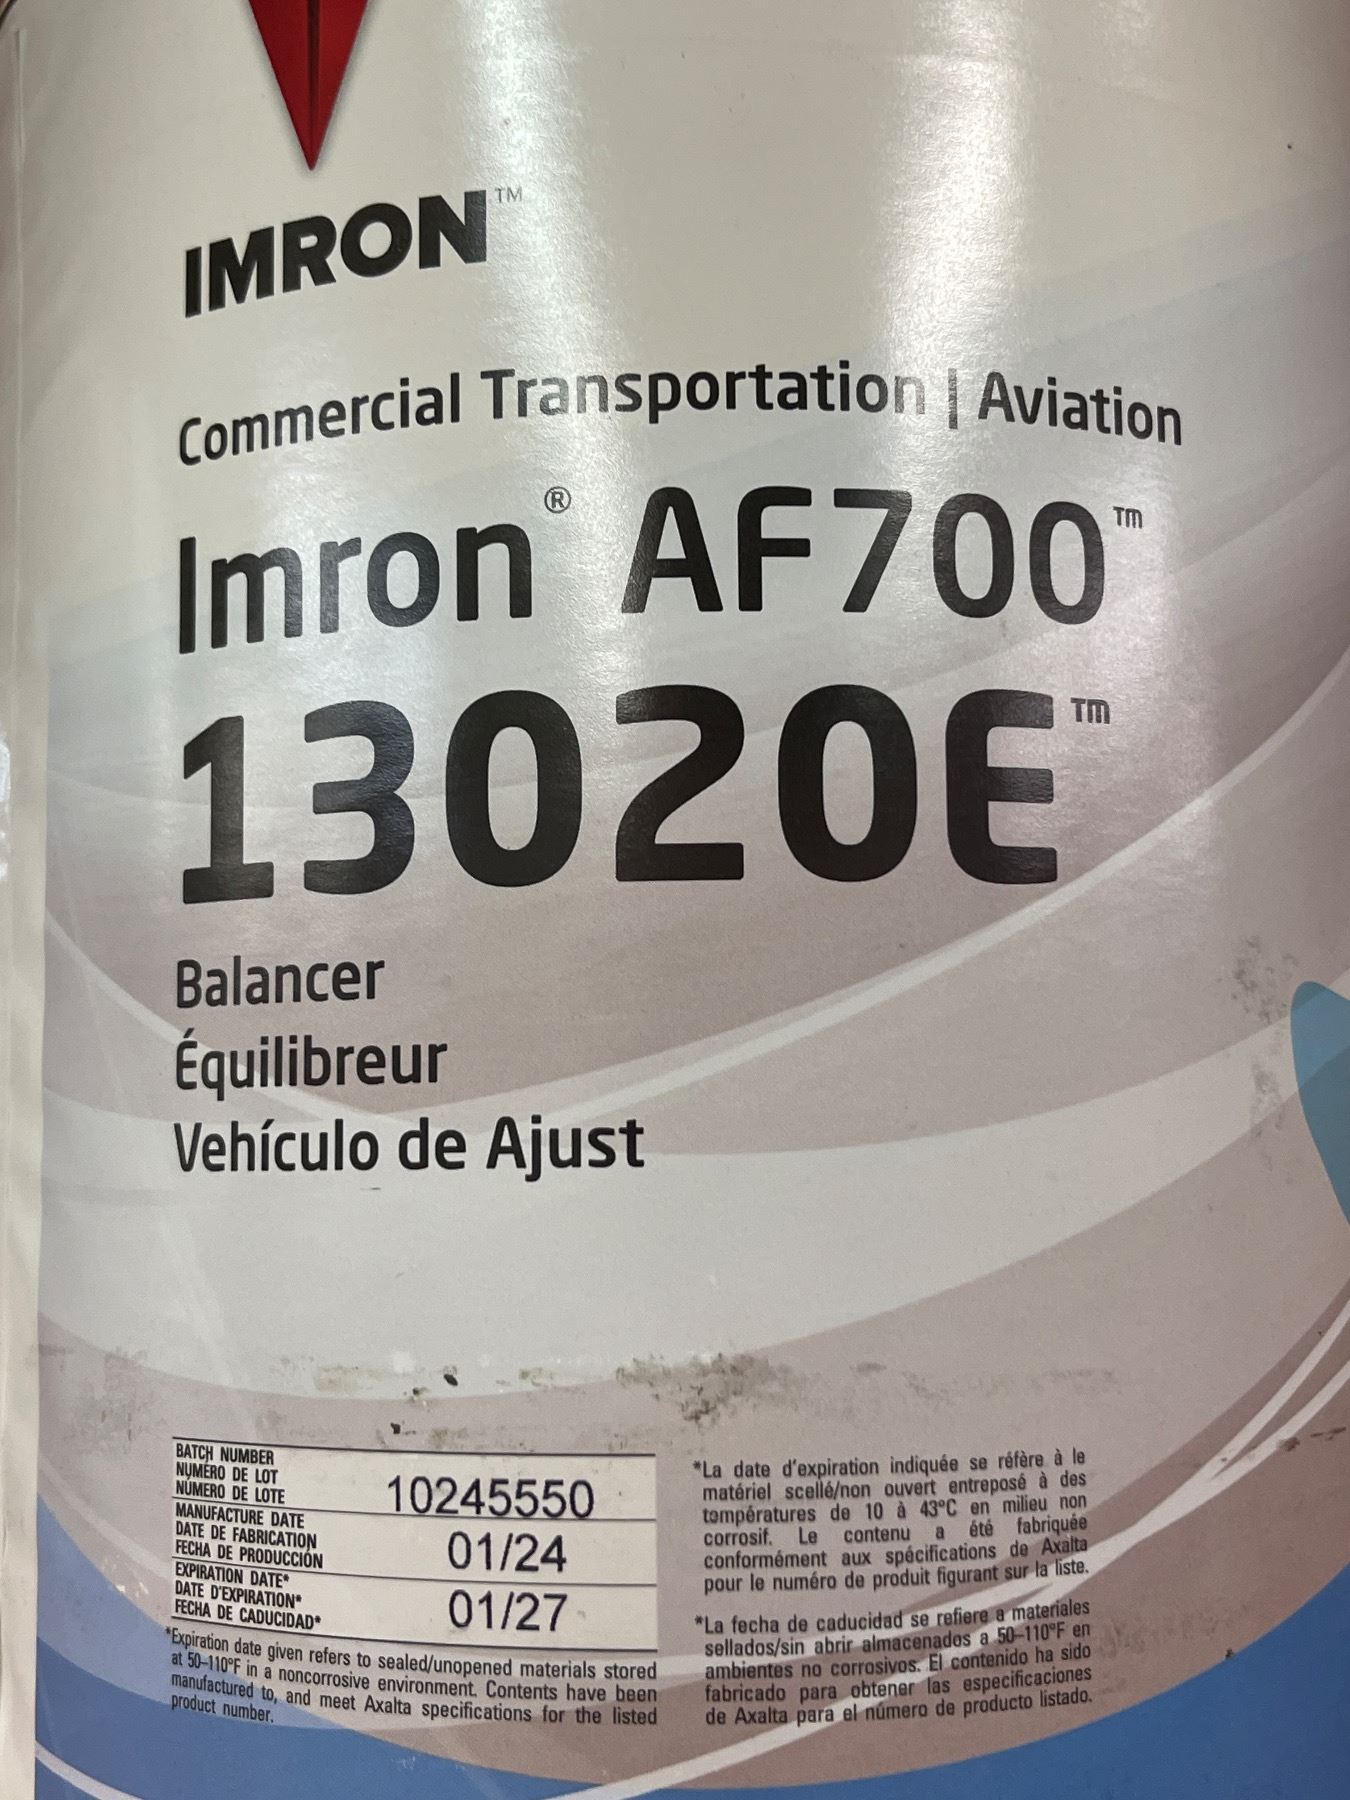 IMRON™
Commercial Transportation | Aviation
Imron® AF700™
13020E™
Balancer
Équilibreur
Vehículo de Ajust
BATCH NUMBER
NUMÉRO DE LOT
NÚMERO DE LOTE
10245550
MANUFACTURE DATE
DATE DE FABRICATION
FECHA DE PRODUCCIÓN
01/24
EXPIRATION DATE*
DATE D'EXPIRATION*
FECHA DE CADUCIDAD*
01/27
*Expiration date given refers to sealed/unopened materials stored
at 50–110°F in a noncorrosive environment. Contents have been
manufactured to, and meet Axalta specifications for the listed
product number.
*La date d'expiration indiquée se réfère à le
matériel scellé/non ouvert entreposé à des
températures de 10 à 43°C en milieu non
corrosif. Le contenu a été fabriquée
conformément aux spécifications de Axalta
pour le numéro de produit figurant sur la liste.
*La fecha de caducidad se refiere a materiales
sellados/sin abrir almacenados a 50–110°F en
ambientes no corrosivos. El contenido ha sido
fabricado para obtener las especificaciones
de Axalta para el número de producto listado.